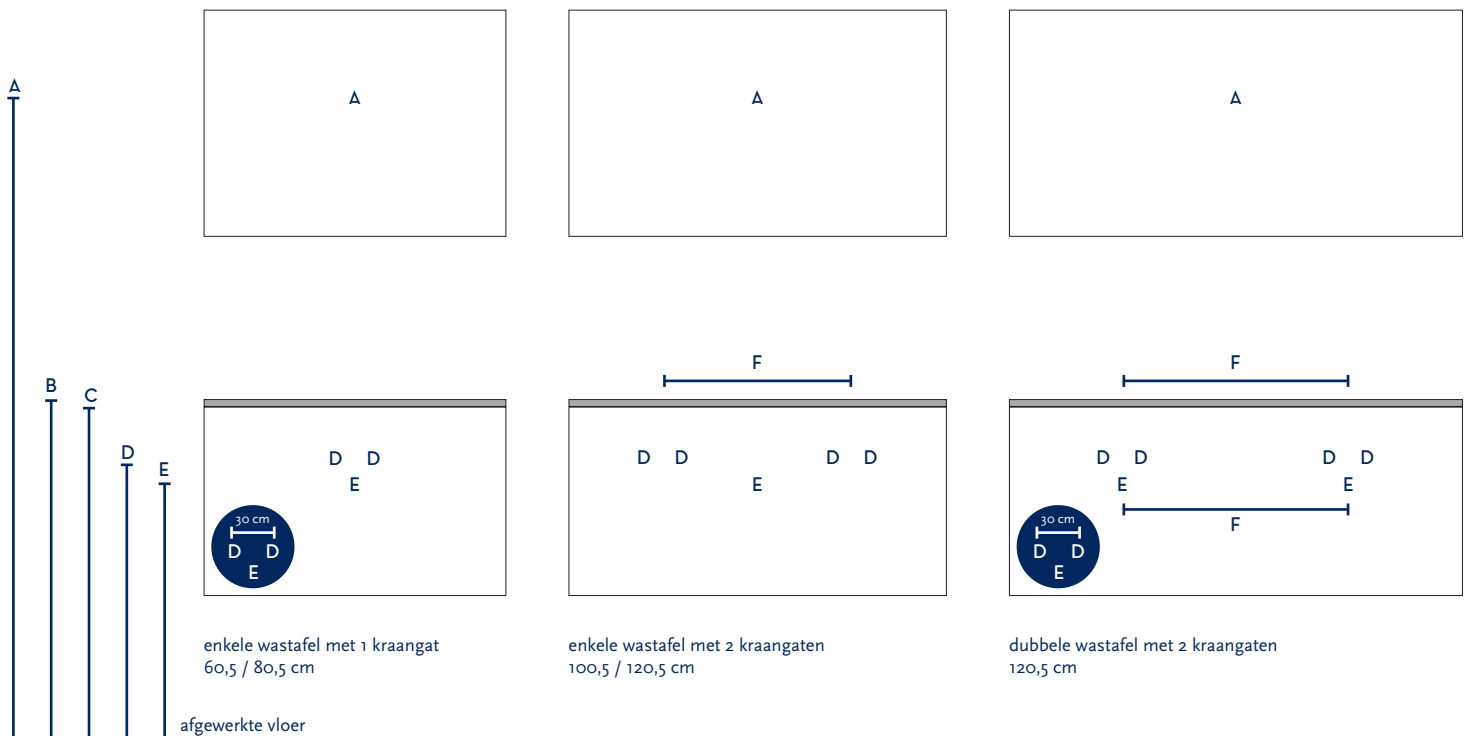 A
A
A
A
F
F
B
C
D
E
D D
E
30 cm
D D
E
D D
D D
E
D D
D D
E
E
F
30 cm
D D
E
enkele wastafel met 1 kraangat
60,5 / 80,5 cm
enkele wastafel met 2 kraangaten
100,5 / 120,5 cm
dubbele wastafel met 2 kraangaten
120,5 cm
afgewerkte vloer